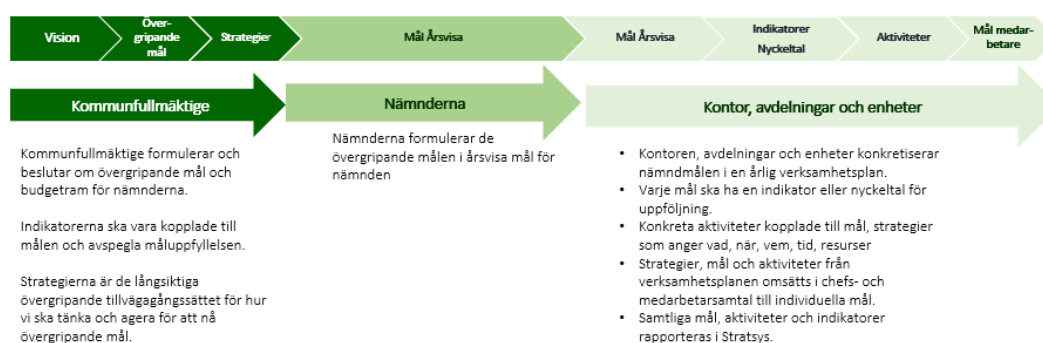 Vision
Över-
gripande
mål
Strategier
Mål Årsvisa
Mål Årsvisa
Indikatorer
Nyckeltal
Aktiviteter
Mål medar-
betare
Kommunfullmäktige
Nämnderna
Kontor, avdelningar och enheter
Kommunfullmäktige formulerar och
beslutar om övergripande mål och
budgetram för nämnderna.
Indikatorerna ska vara kopplade till
målen och avspegla måluppfyllelsen.
Strategierna är de långsiktiga
övergripande tillvägagångssättet för hur
vi ska tänka och agera för att nå
övergripande mål.
Nämnderna formulerar de
övergripande målen i årsvisa mål för
nämnden
• Kontoren, avdelningar och enheter konkretiserar
nämndmålen i en årlig verksamhetsplan.
• Varje mål ska ha en indikator eller nyckeltal för
uppföljning.
• Konkreta aktiviteter kopplade till mål, strategier
som anger vad, när, vem, tid, resurser
• Strategier, mål och aktiviteter från
verksamhetsplanen omsätts i chefs- och
medarbetarsamtal till individuella mål.
• Samtliga mål, aktiviteter och indikatorer
rapporteras i Stratsys.